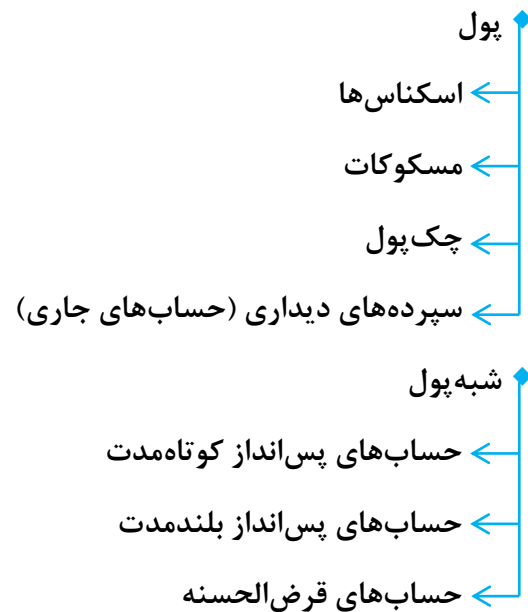 پول
اسکناس‌ها
مسکوکات
چک‌پول
سپرده‌های دیداری (حساب‌های جاری)
شبه‌پول
حساب‌های پس‌انداز کوتاه‌مدت
حساب‌های پس‌انداز بلندمدت
حساب‌های قرض‌الحسنه